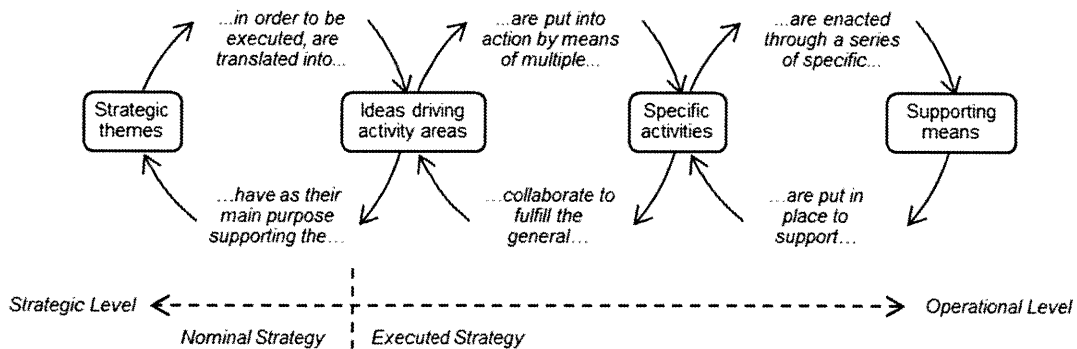 …in order to be
executed, are
translated into…
…are put into
action by means
of multiple…
…are enacted
through a series
of specific…
Strategic
themes
Ideas driving
activity areas
Specific
activities
Supporting
means
…have as their
main purpose
supporting the…
…collaborate to
fulfill the
general…
…are put in
place to
support…
Strategic Level
Operational Level
Nominal Strategy
Executed Strategy